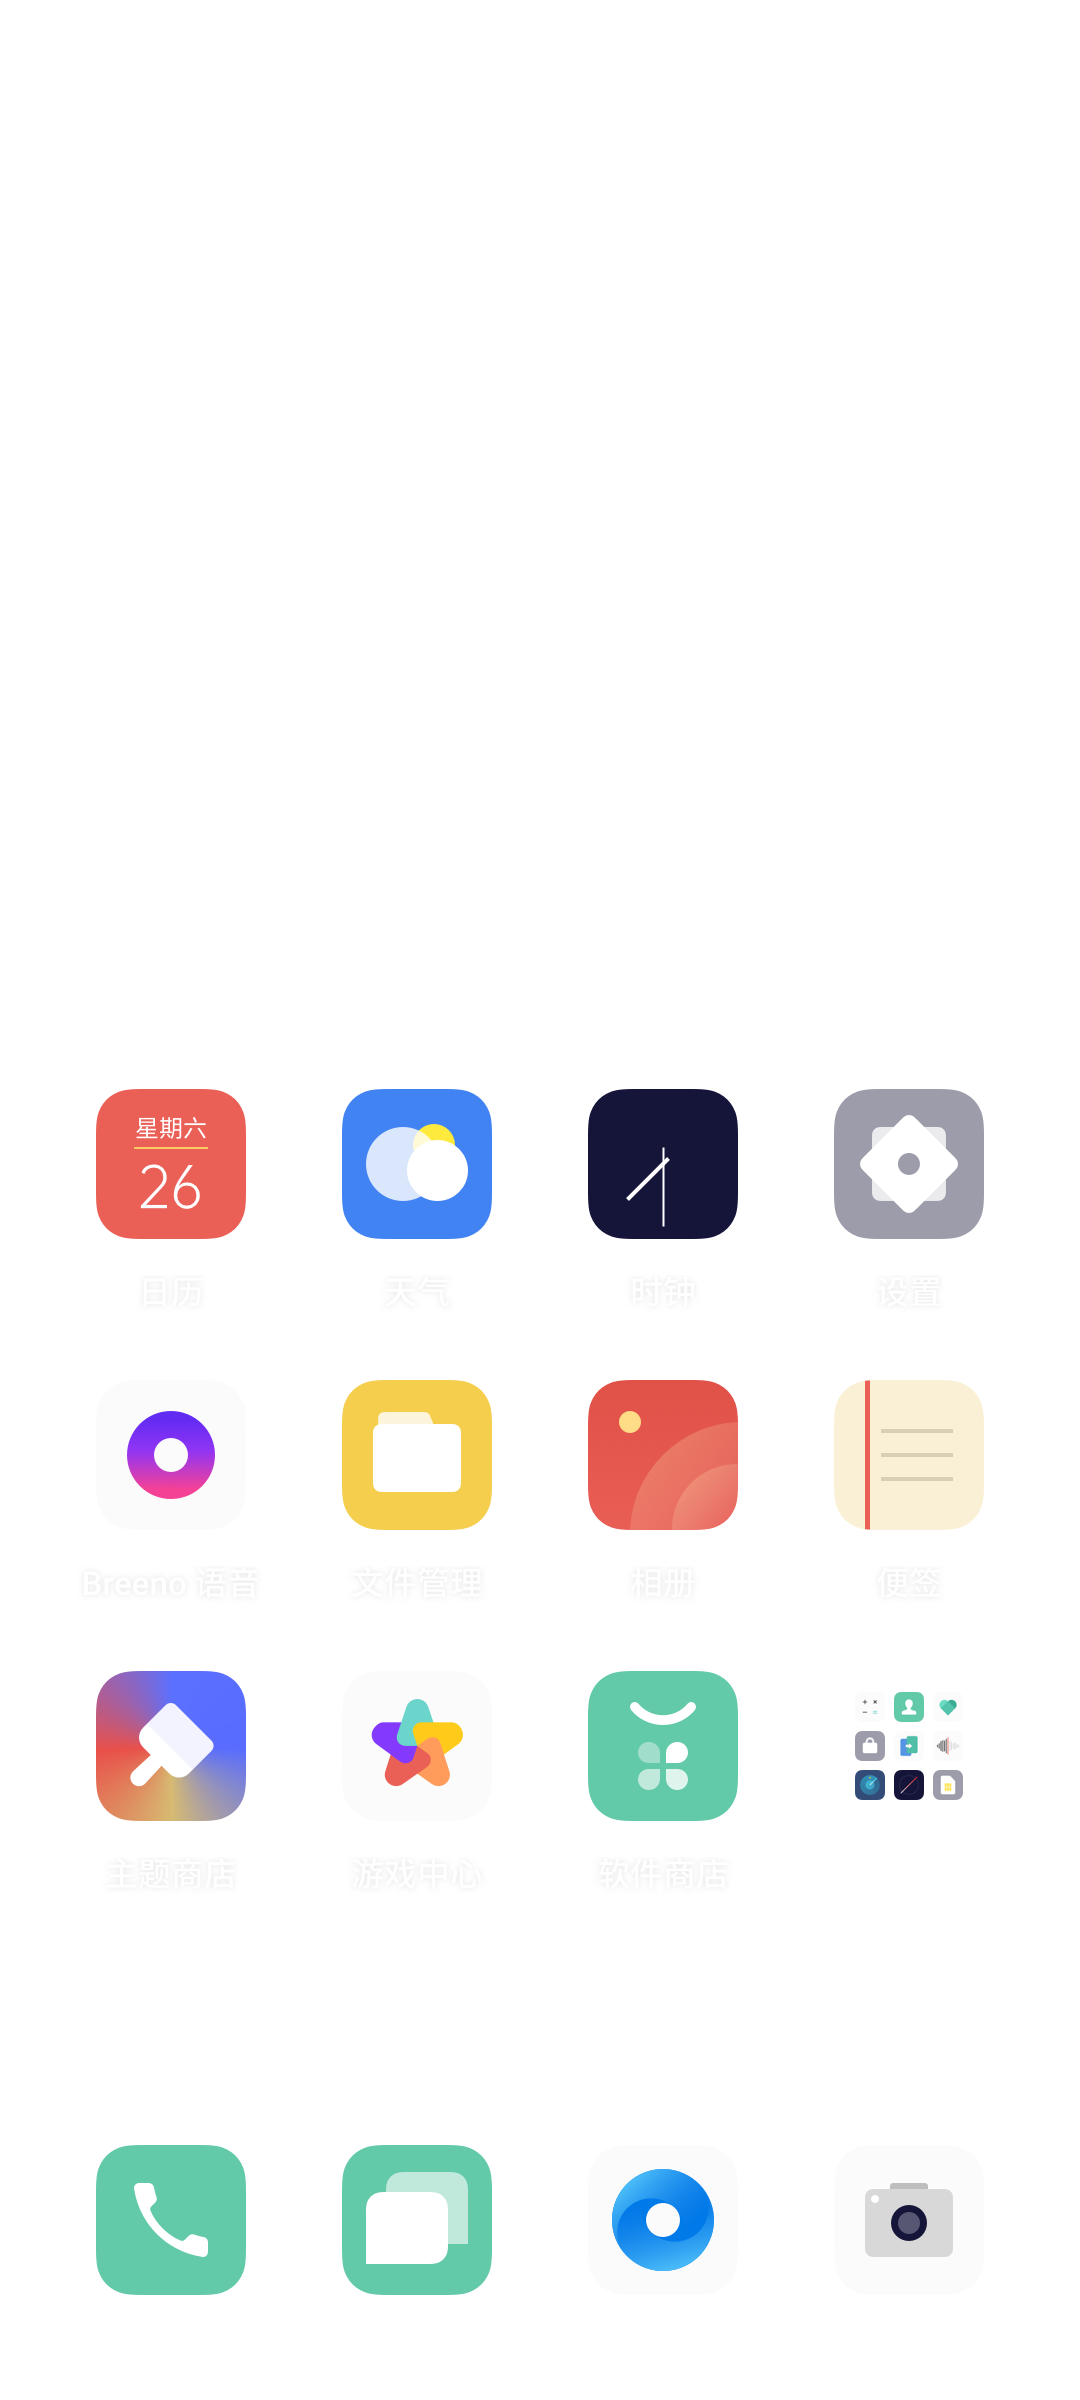 星期六
26
日历
天气
时钟
设置
Breeno 语音
文件管理
相册
便签
主题商店
游戏中心
软件商店